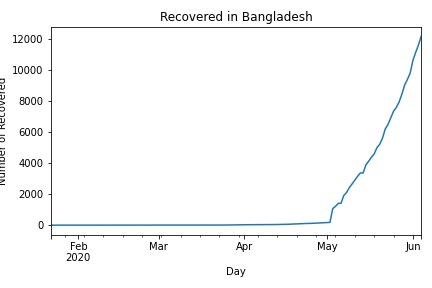 Recovered in Bangladesh
12000
10000
8000
6000
4000
2000
0
Number of Recovered
Feb
2020
Mar
Apr
May
Jun
Day